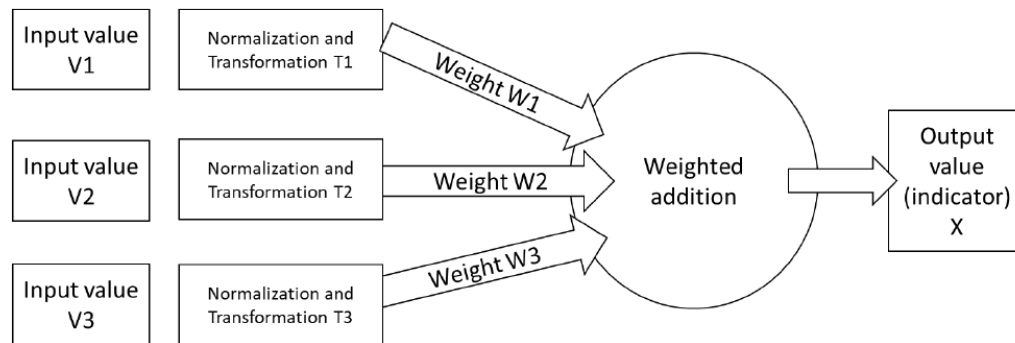 Input value
V1
Normalization and
Transformation T1
Weight W1
Input value
V2
Normalization and
Transformation T2
Weight W2
Weighted
addition
Output
value
(indicator)
X
Input value
V3
Normalization and
Transformation T3
Weight W3